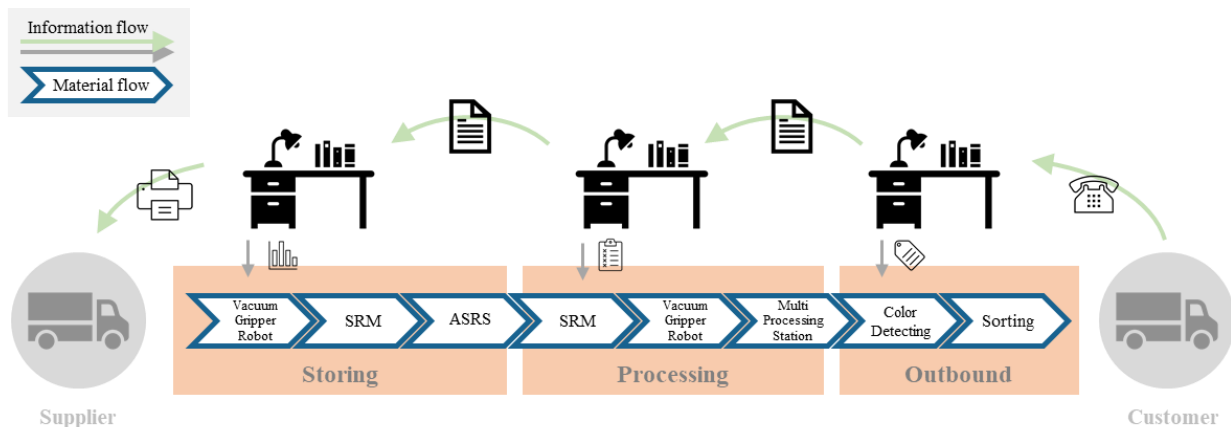 Information flow
Material flow
Vacuum
Gripper
Robot
SRM
ASRS
SRM
Vacuum
Gripper
Robot
Multi
Processing
Station
Color
Detecting
Sorting
Storing
Processing
Outbound
Supplier
Customer